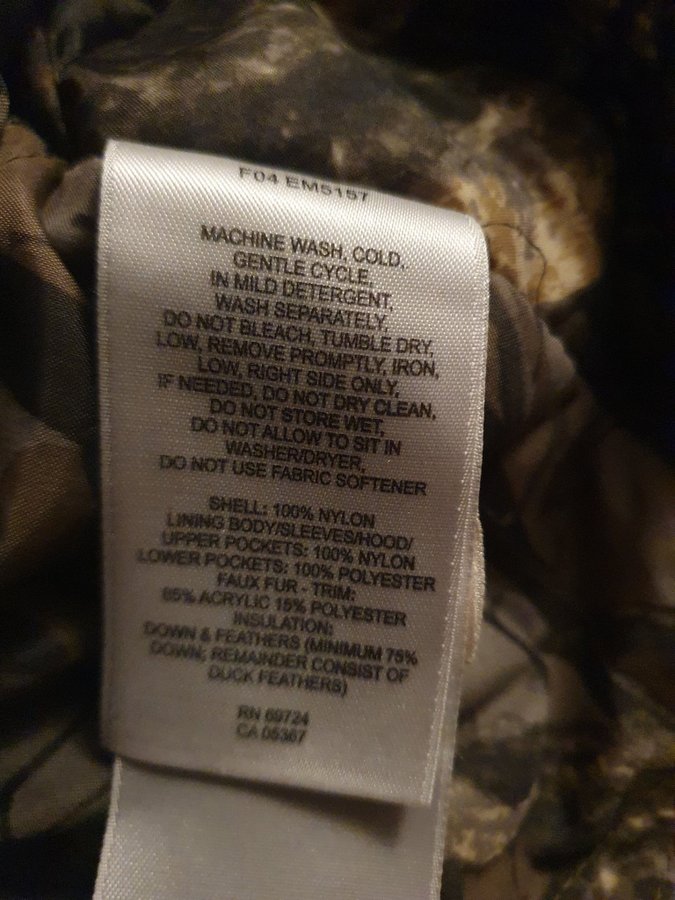 F04 EM5157
MACHINE WASH, COLD,
GENTLE CYCLE,
IN MILD DETERGENT,
WASH SEPARATELY,
DO NOT BLEACH, TUMBLE DRY,
LOW, REMOVE PROMPTLY, IRON,
LOW, RIGHT SIDE ONLY,
IF NEEDED, DO NOT DRY CLEAN,
DO NOT STORE WET,
DO NOT ALLOW TO SIT IN
WASHER/DRYER,
DO NOT USE FABRIC SOFTENER
SHELL: 100% NYLON
LINING BODY/SLEEVES/HOOD/
UPPER POCKETS: 100% NYLON
LOWER POCKETS: 100% POLYESTER
FAUX FUR - TRIM:
85% ACRYLIC 15% POLYESTER
INSULATION:
DOWN & FEATHERS (MINIMUM 75%
DOWN; REMAINDER CONSIST OF
DUCK FEATHERS)
RN 69724
CA 05367